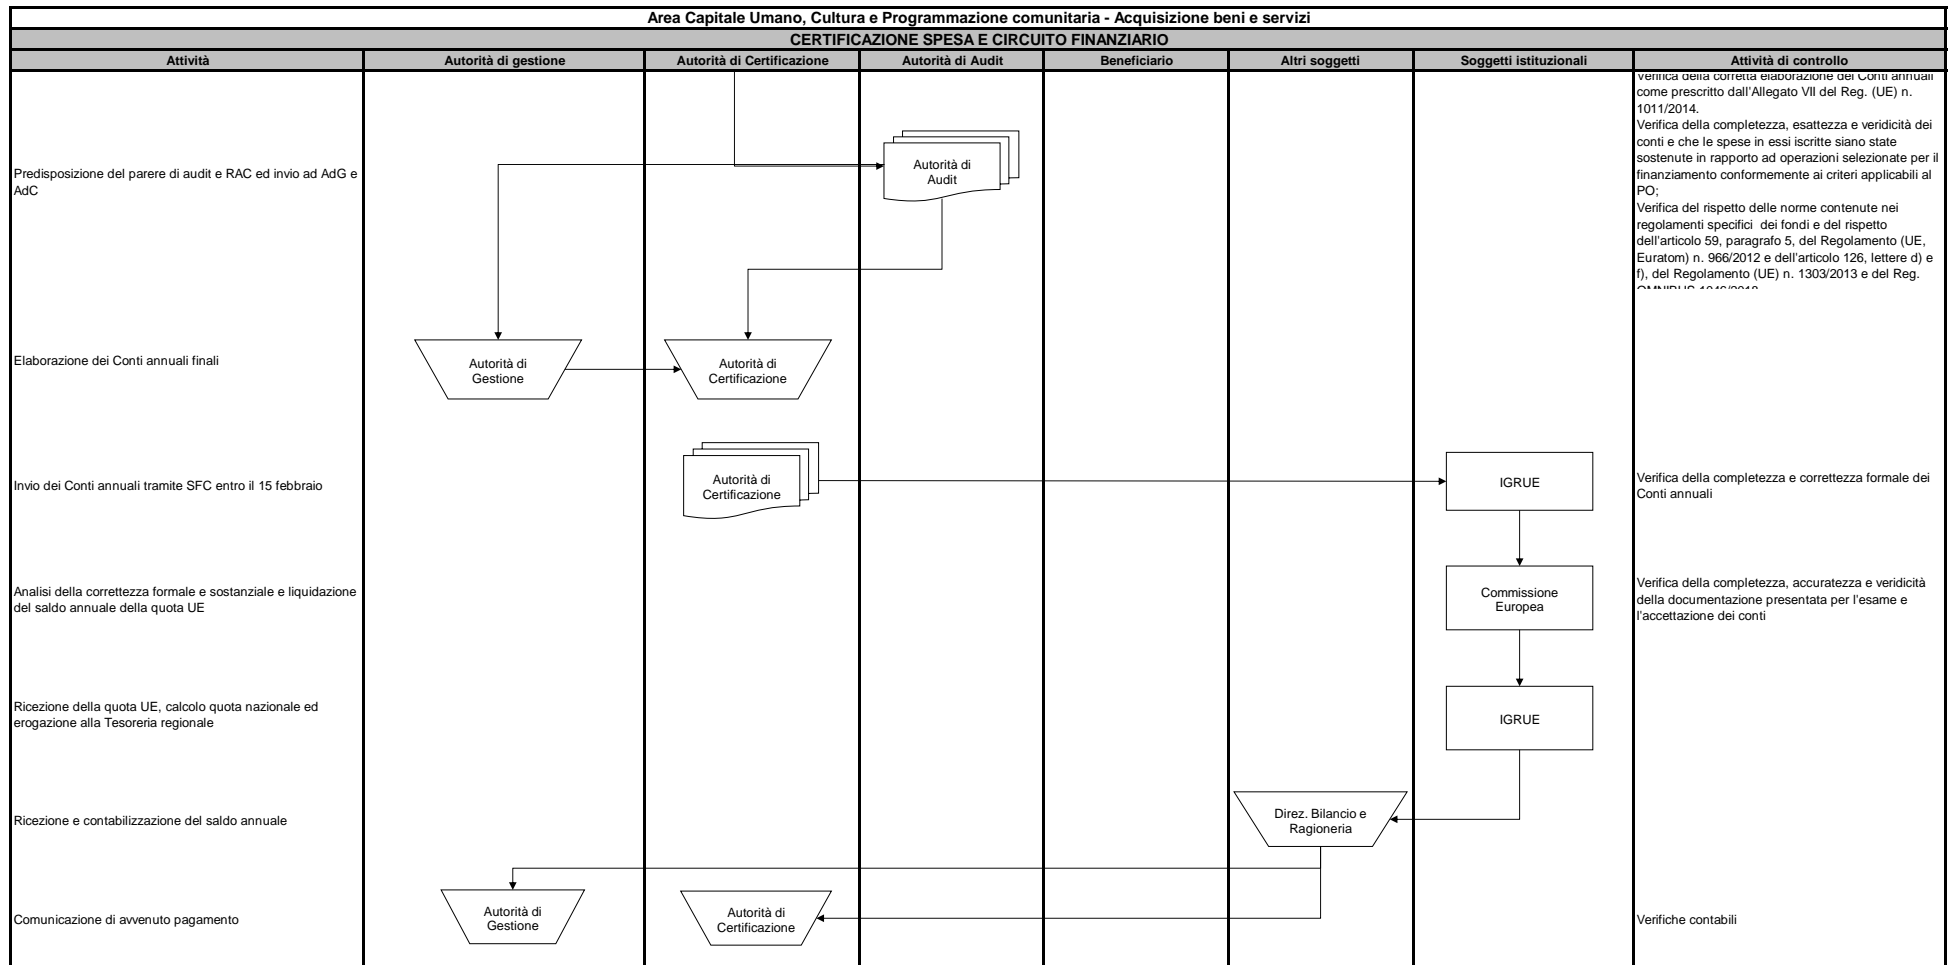 Area Capitale Umano, Cultura e Programmazione comunitaria - Acquisizione beni e servizi
CERTIFICAZIONE SPESA E CIRCUITO FINANZIARIO
Attività
Autorità di gestione
Autorità di Certificazione
Autorità di Audit
Beneficiario
Altri soggetti
Soggetti istituzionali
Attività di controllo
Predisposizione del parere di audit e RAC ed invio ad AdG e
AdC
Autorità di
Audit
Verifica della corretta elaborazione dei Conti annuali
come prescritto dall'Allegato VII del Reg. (UE) n.
1011/2014.
Verifica della completezza, esattezza e veridicità dei
conti e che le spese in essi iscritte siano state
sostenute in rapporto ad operazioni selezionate per il
finanziamento conformemente ai criteri applicabili al
PO;
Verifica del rispetto delle norme contenute nei
regolamenti specifici dei fondi e del rispetto
dell'articolo 59, paragrafo 5, del Regolamento (UE,
Euratom) n. 966/2012 e dell'articolo 126, lettere d) e
f), del Regolamento (UE) n. 1303/2013 e del Reg.
OMNIBUS 1046/2018
Elaborazione dei Conti annuali finali
Autorità di
Gestione
Autorità di
Certificazione
Invio dei Conti annuali tramite SFC entro il 15 febbraio
Autorità di
Certificazione
IGRUE
Verifica della completezza e correttezza formale dei
Conti annuali
Analisi della correttezza formale e sostanziale e liquidazione
del saldo annuale della quota UE
Commissione
Europea
Verifica della completezza, accuratezza e veridicità
della documentazione presentata per l'esame e
l'accettazione dei conti
Ricezione della quota UE, calcolo quota nazionale ed
erogazione alla Tesoreria regionale
IGRUE
Ricezione e contabilizzazione del saldo annuale
Direz. Bilancio e
Ragioneria
Comunicazione di avvenuto pagamento
Autorità di
Gestione
Autorità di
Certificazione
Verifiche contabili